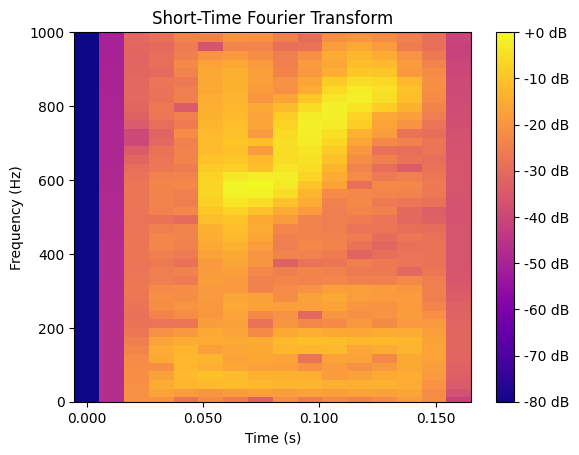 Short-Time Fourier Transform
1000
800
600
400
200
0
Frequency (Hz)
0.000
0.050
0.100
0.150
Time (s)
+0 dB
-10 dB
-20 dB
-30 dB
-40 dB
-50 dB
-60 dB
-70 dB
-80 dB